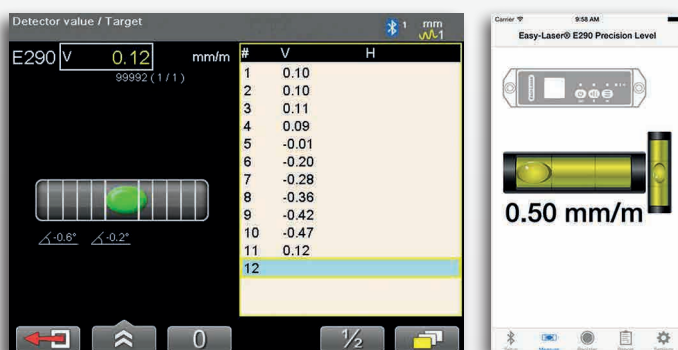 Detector value / Target
1 mm
1
E290 V 0.12 mm/m
99992 (1/1)
# V H
1 0.10
2 0.10
3 0.11
4 0.09
5 -0.01
6 -0.20
7 -0.28
8 -0.36
9 -0.42
10 -0.47
11 0.12
12
-0.6° -0.2°
0
½
Carrier
9:58 AM
Easy-Laser® E290 Precision Level
0.50 mm/m